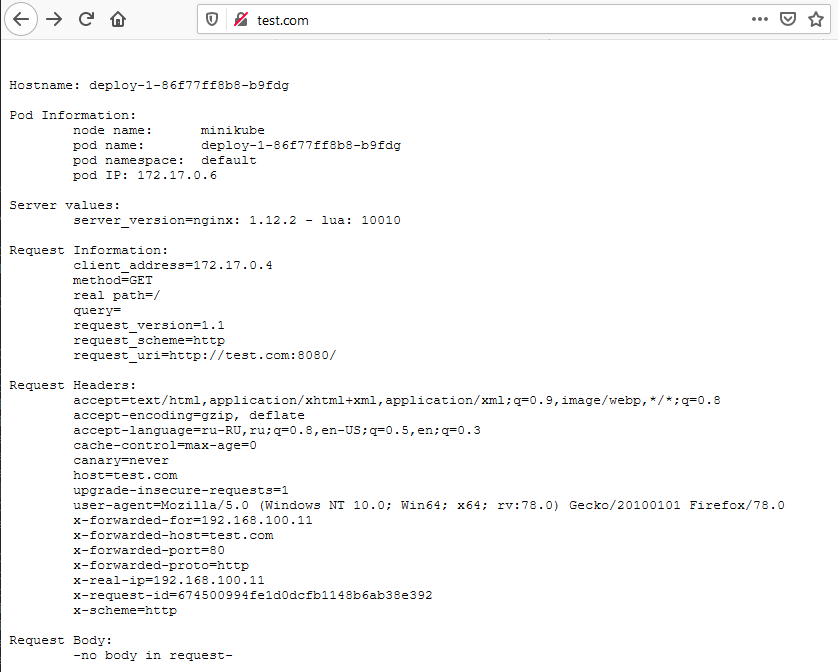 test.com
Hostname: deploy-1-86f77ff8b8-b9fdg
Pod Information:
node name: minikube
pod name: deploy-1-86f77ff8b8-b9fdg
pod namespace: default
pod IP: 172.17.0.6
Server values:
server_version=nginx: 1.12.2 - lua: 10010
Request Information:
client_address=172.17.0.4
method=GET
real path=/
query=
request_version=1.1
request_scheme=http
request_uri=http://test.com:8080/
Request Headers:
accept=text/html,application/xhtml+xml,application/xml;q=0.9,image/webp,*/*;q=0.8
accept-encoding=gzip, deflate
accept-language=ru-RU,ru;q=0.8,en-US;q=0.5,en;q=0.3
cache-control=max-age=0
canary=never
host=test.com
upgrade-insecure-requests=1
user-agent=Mozilla/5.0 (Windows NT 10.0; Win64; x64; rv:78.0) Gecko/20100101 Firefox/78.0
x-forwarded-for=192.168.100.11
x-forwarded-host=test.com
x-forwarded-port=80
x-forwarded-proto=http
x-real-ip=192.168.100.11
x-request-id=674500994fe1d0dcfb1148b6ab38e392
x-scheme=http
Request Body:
-no body in request-